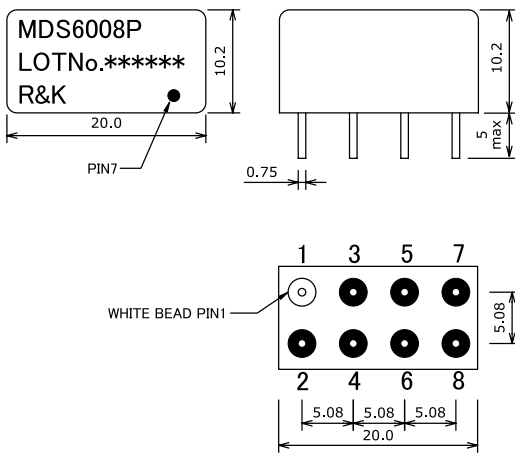 MDS6008P
LOTNo.******
R&K
10.2
20.0
PIN7
10.2
5
max
0.75
1 3 5 7
WHITE BEAD PIN1
5.08
2 4 6 8
5.08 5.08 5.08
20.0